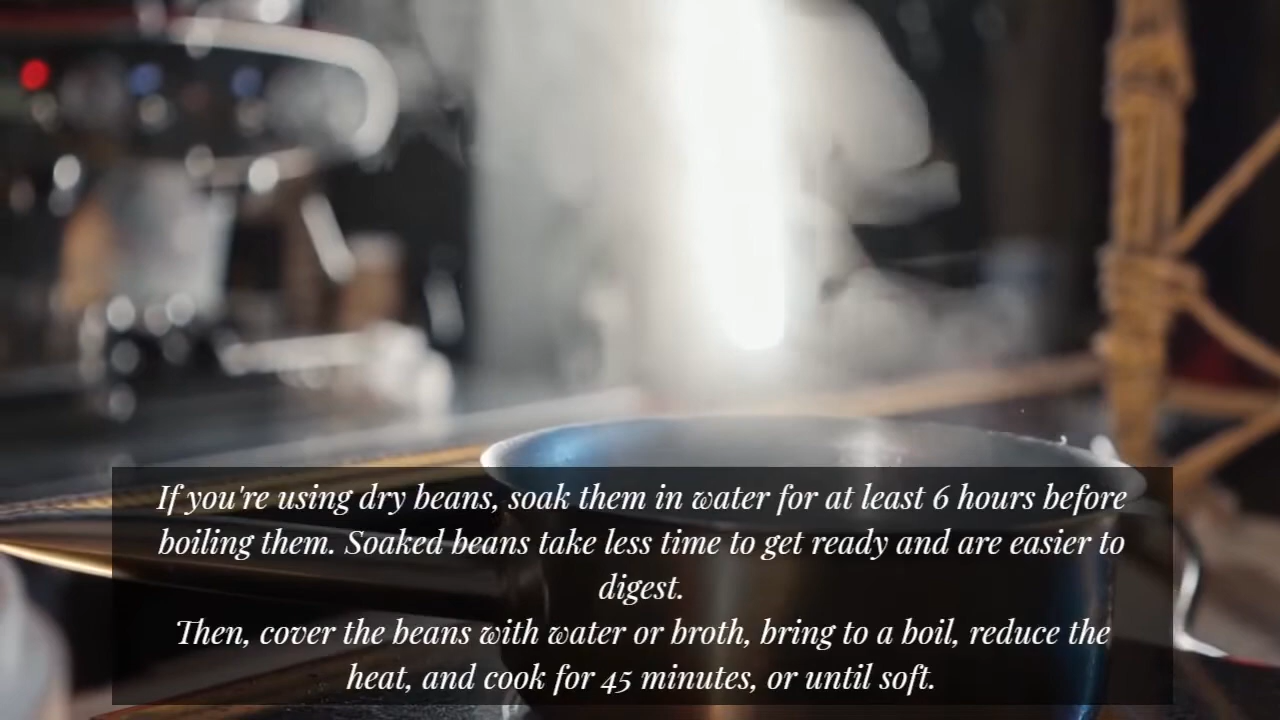 If you're using dry beans, soak them in water for at least 6 hours before
boiling them. Soaked beans take less time to get ready and are easier to
digest.
Then, cover the beans with water or broth, bring to a boil, reduce the
heat, and cook for 45 minutes, or until soft.